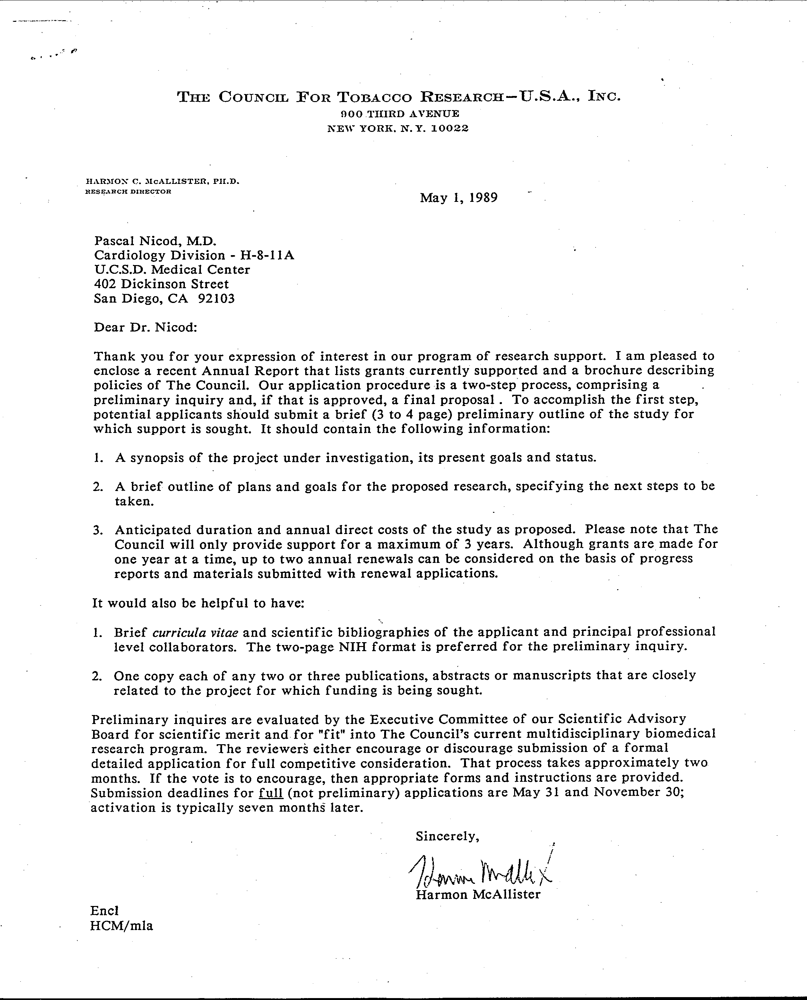 THE COUNCIL FOR TOBACCO RESEARCH—U.S.A., INC.
900 THIRD AVENUE
NEW YORK, N.Y. 10022
HARMON C. McALLISTER, PH.D.
RESEARCH DIRECTOR
May 1, 1989
Pascal Nicod, M.D.
Cardiology Division - H-8-11A
U.C.S.D. Medical Center
402 Dickinson Street
San Diego, CA 92103
Dear Dr. Nicod:
Thank you for your expression of interest in our program of research support. I am pleased to
enclose a recent Annual Report that lists grants currently supported and a brochure describing
policies of The Council. Our application procedure is a two-step process, comprising a
preliminary inquiry and, if that is approved, a final proposal . To accomplish the first step,
potential applicants should submit a brief (3 to 4 page) preliminary outline of the study for
which support is sought. It should contain the following information:
1. A synopsis of the project under investigation, its present goals and status.
2. A brief outline of plans and goals for the proposed research, specifying the next steps to be
taken.
3. Anticipated duration and annual direct costs of the study as proposed. Please note that The
Council will only provide support for a maximum of 3 years. Although grants are made for
one year at a time, up to two annual renewals can be considered on the basis of progress
reports and materials submitted with renewal applications.
It would also be helpful to have:
1. Brief curricula vitae and scientific bibliographies of the applicant and principal professional
level collaborators. The two-page NIH format is preferred for the preliminary inquiry.
2. One copy each of any two or three publications, abstracts or manuscripts that are closely
related to the project for which funding is being sought.
Preliminary inquires are evaluated by the Executive Committee of our Scientific Advisory
Board for scientific merit and for "fit" into The Council's current multidisciplinary biomedical
research program. The reviewers either encourage or discourage submission of a formal
detailed application for full competitive consideration. That process takes approximately two
months. If the vote is to encourage, then appropriate forms and instructions are provided.
Submission deadlines for full (not preliminary) applications are May 31 and November 30;
activation is typically seven months later.
Sincerely,
Harmon McAllister
Encl
HCM/mla